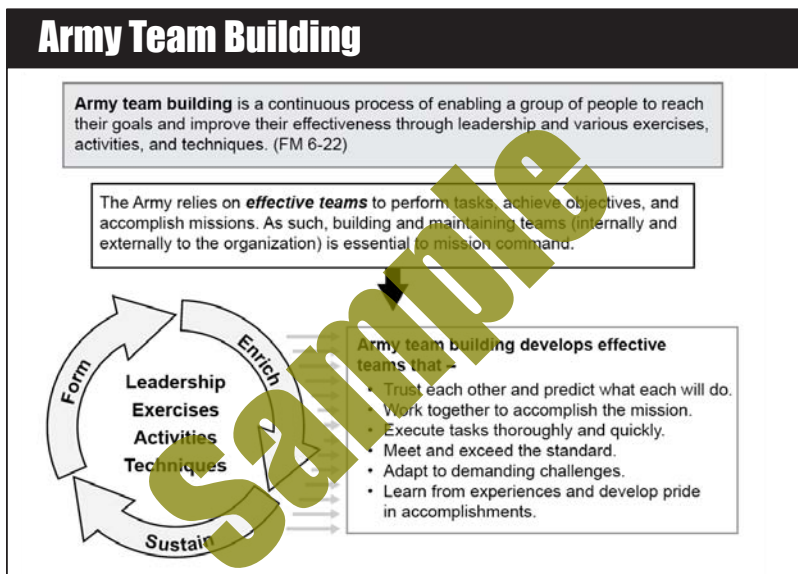 Army Team Building
Army team building is a continuous process of enabling a group of people to reach
their goals and improve their effectiveness through leadership and various exercises,
activities, and techniques. (FM 6-22)
The Army relies on effective teams to perform tasks, achieve objectives, and
accomplish missions. As such, building and maintaining teams (internally and
externally to the organization) is essential to mission command.
Form
Enrich
Sustain
Leadership
Exercises
Activities
Techniques
Army team building develops effective
teams that –
• Trust each other and predict what each will do.
• Work together to accomplish the mission.
• Execute tasks thoroughly and quickly.
• Meet and exceed the standard.
• Adapt to demanding challenges.
• Learn from experiences and develop pride
in accomplishments.
Sample